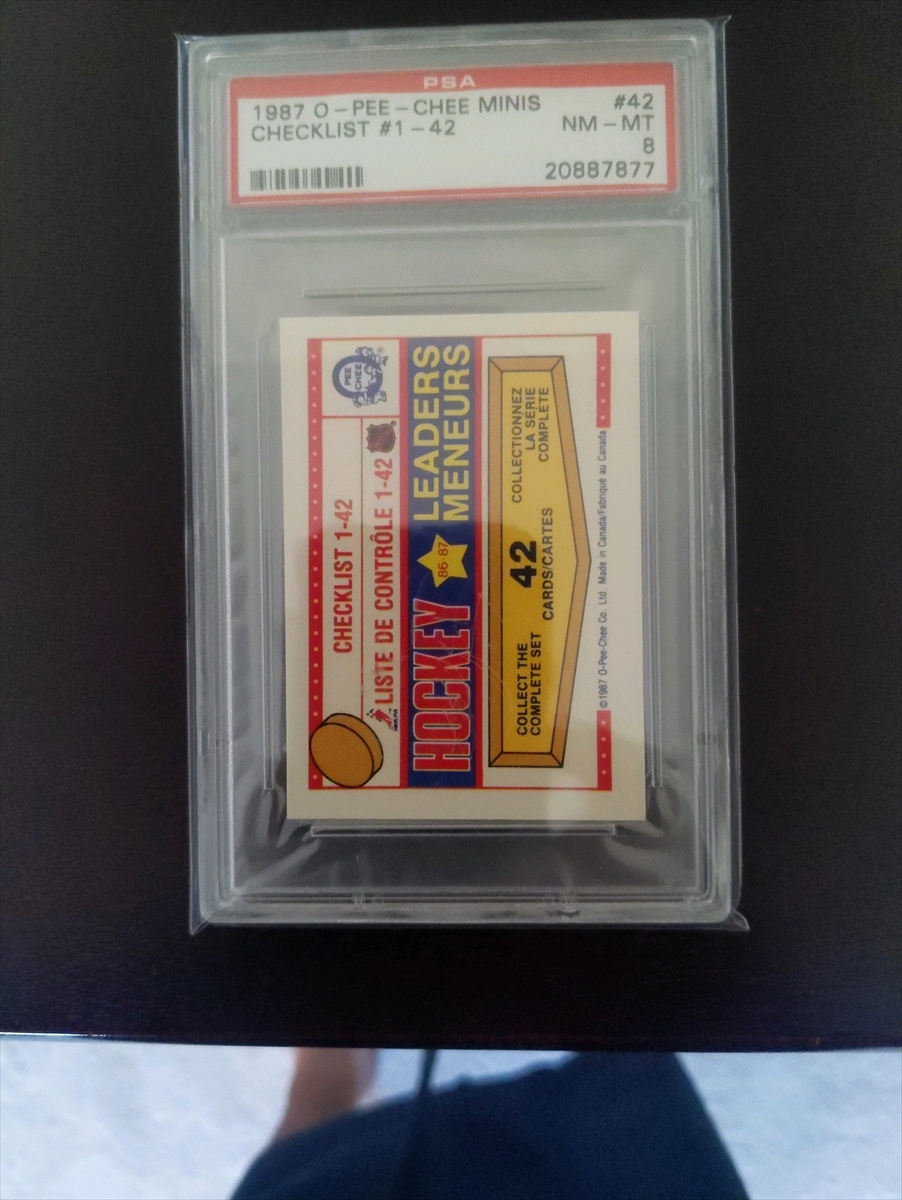 PSA
1987 O-PEE-CHEE MINIS #42
CHECKLIST #1-42 NM-MT
8
20887877
O
PEE
CHEE
CHECKLIST 1-42
LISTE DE CONTRÔLE 1-42
HOCKEY 86-87 LEADERS
MENEURS
COLLECT THE
COMPLETE SET
42
CARDS/CARTES
COLLECTIONNEZ
LA SÉRIE
COMPLÈTE
©1987 O-Pee-Chee Co. Ltd. Made in Canada/Fabriqué au Canada